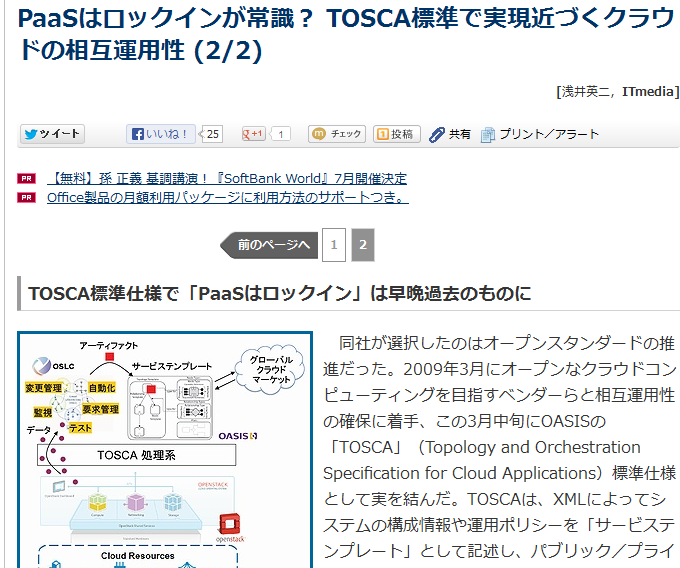 PaaSはロックインが常識？ TOSCA標準で実現近づくクラウ
ドの相互運用性 (2/2)
[浅井英二，ITmedia]
ツイート
いいね！
25
g+1
1
チェック
投稿
共有
プリント／アラート
PR
【無料】孫 正義 基調講演！『SoftBank World』7月開催決定
PR
Office製品の月額利用パッケージに利用方法のサポートつき。
前のページへ
1
2
TOSCA標準仕様で「PaaSはロックイン」は早晩過去のものに
アーティファクト
OSLC
サービステンプレート
グローバル
クラウド
マーケット
変更管理
自動化
監視
要求管理
テスト
データ
OASIS
TOSCA 処理系
OPENSTACK
openstack
Cloud Resources
同社が選択したのはオープンスタンダードの推
進だった。2009年3月にオープンなクラウドコン
ピューティングを目指すベンダーらと相互運用性
の確保に着手、この3月中旬にOASISの
「TOSCA」（Topology and Orchestration
Specification for Cloud Applications）標準仕様
として実を結んだ。TOSCAは、XMLによってシ
ステムの構成情報や運用ポリシーを「サービステ
ンプレート」として記述し、パブリック／プライ